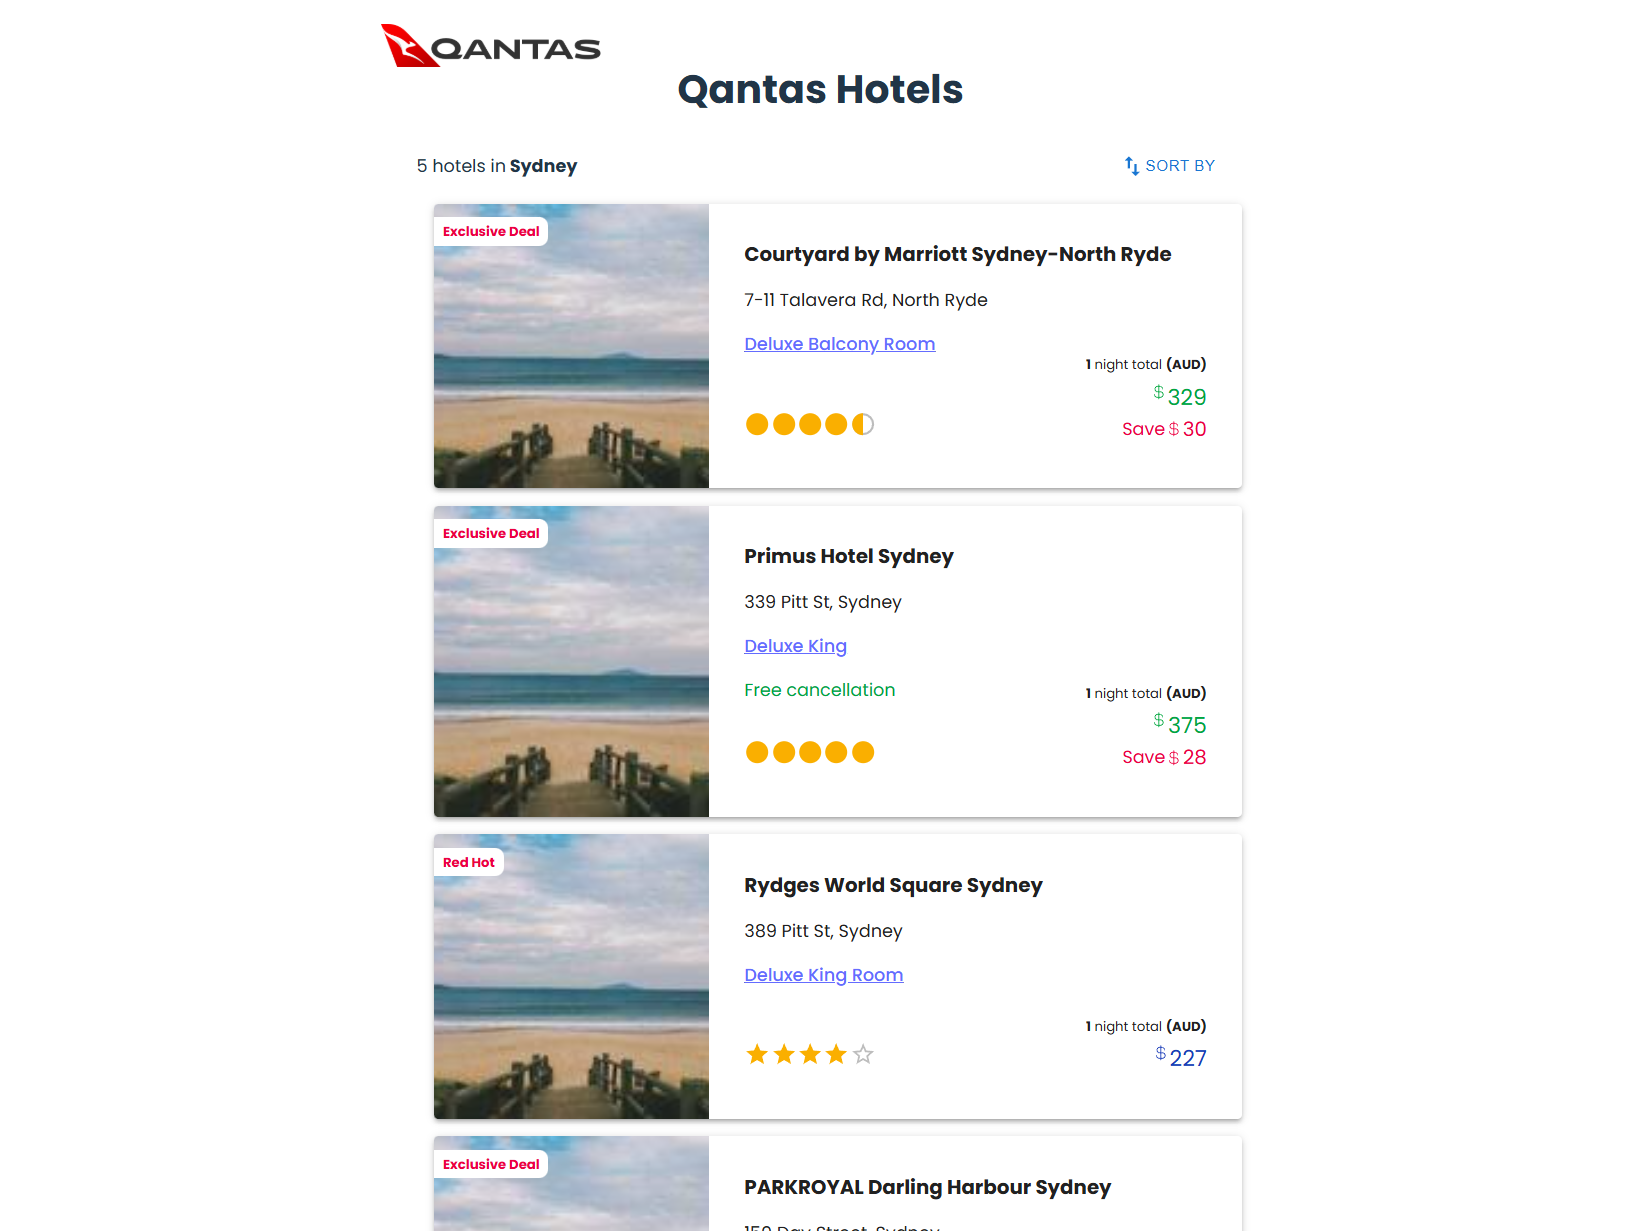 QANTAS
Qantas Hotels
5 hotels in Sydney
SORT BY
Exclusive Deal
Courtyard by Marriott Sydney-North Ryde
7-11 Talavera Rd, North Ryde
Deluxe Balcony Room
1 night total (AUD)
$329
Save $30
Exclusive Deal
Primus Hotel Sydney
339 Pitt St, Sydney
Deluxe King
Free cancellation
1 night total (AUD)
$375
Save $28
Red Hot
Rydges World Square Sydney
389 Pitt St, Sydney
Deluxe King Room
1 night total (AUD)
$227
Exclusive Deal
PARKROYAL Darling Harbour Sydney
150 Day Street, Sydney